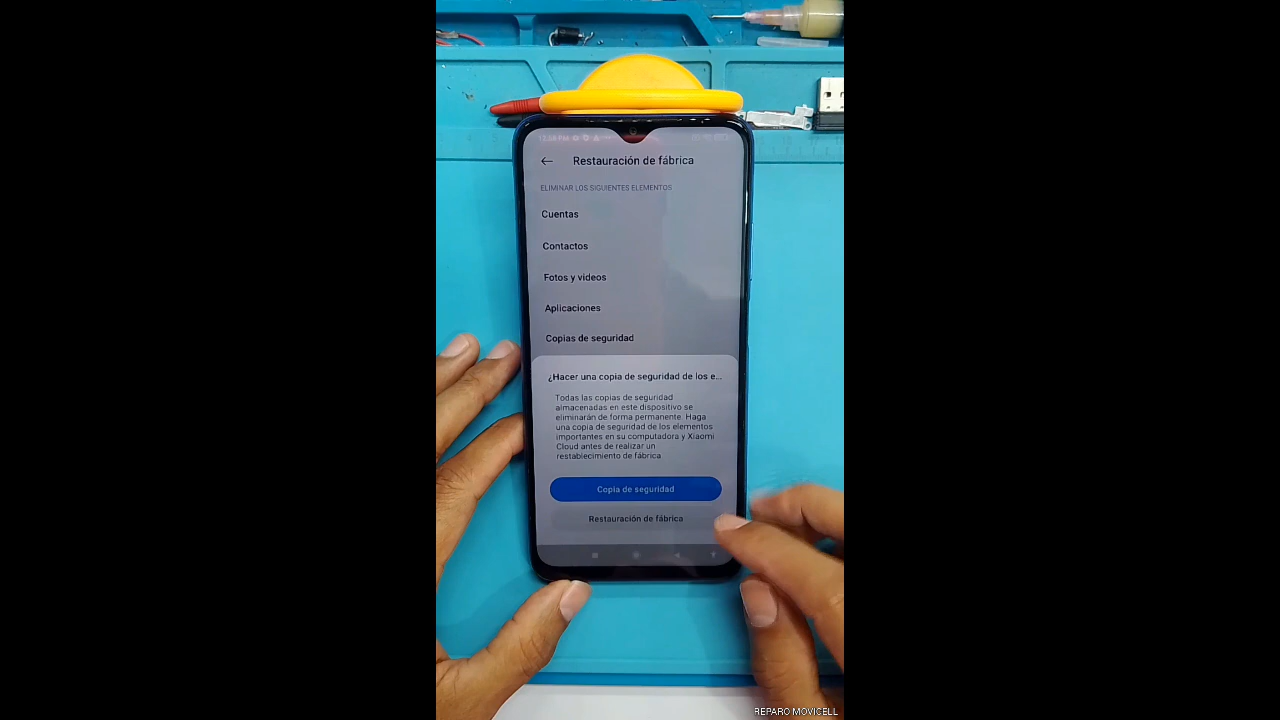 Restauración de fábrica
ELIMINAR LOS SIGUIENTES ELEMENTOS
Cuentas
Contactos
Fotos y videos
Aplicaciones
Copias de seguridad
¿Hacer una copia de seguridad de los e...
Todas las copias de seguridad
almacenadas en este dispositivo se
eliminarán de forma permanente. Haga
una copia de seguridad de los elementos
importantes en su computadora y Xiaomi
Cloud antes de realizar un
restablecimiento de fábrica
Copia de seguridad
Restauración de fábrica
REPARO MOVICELL